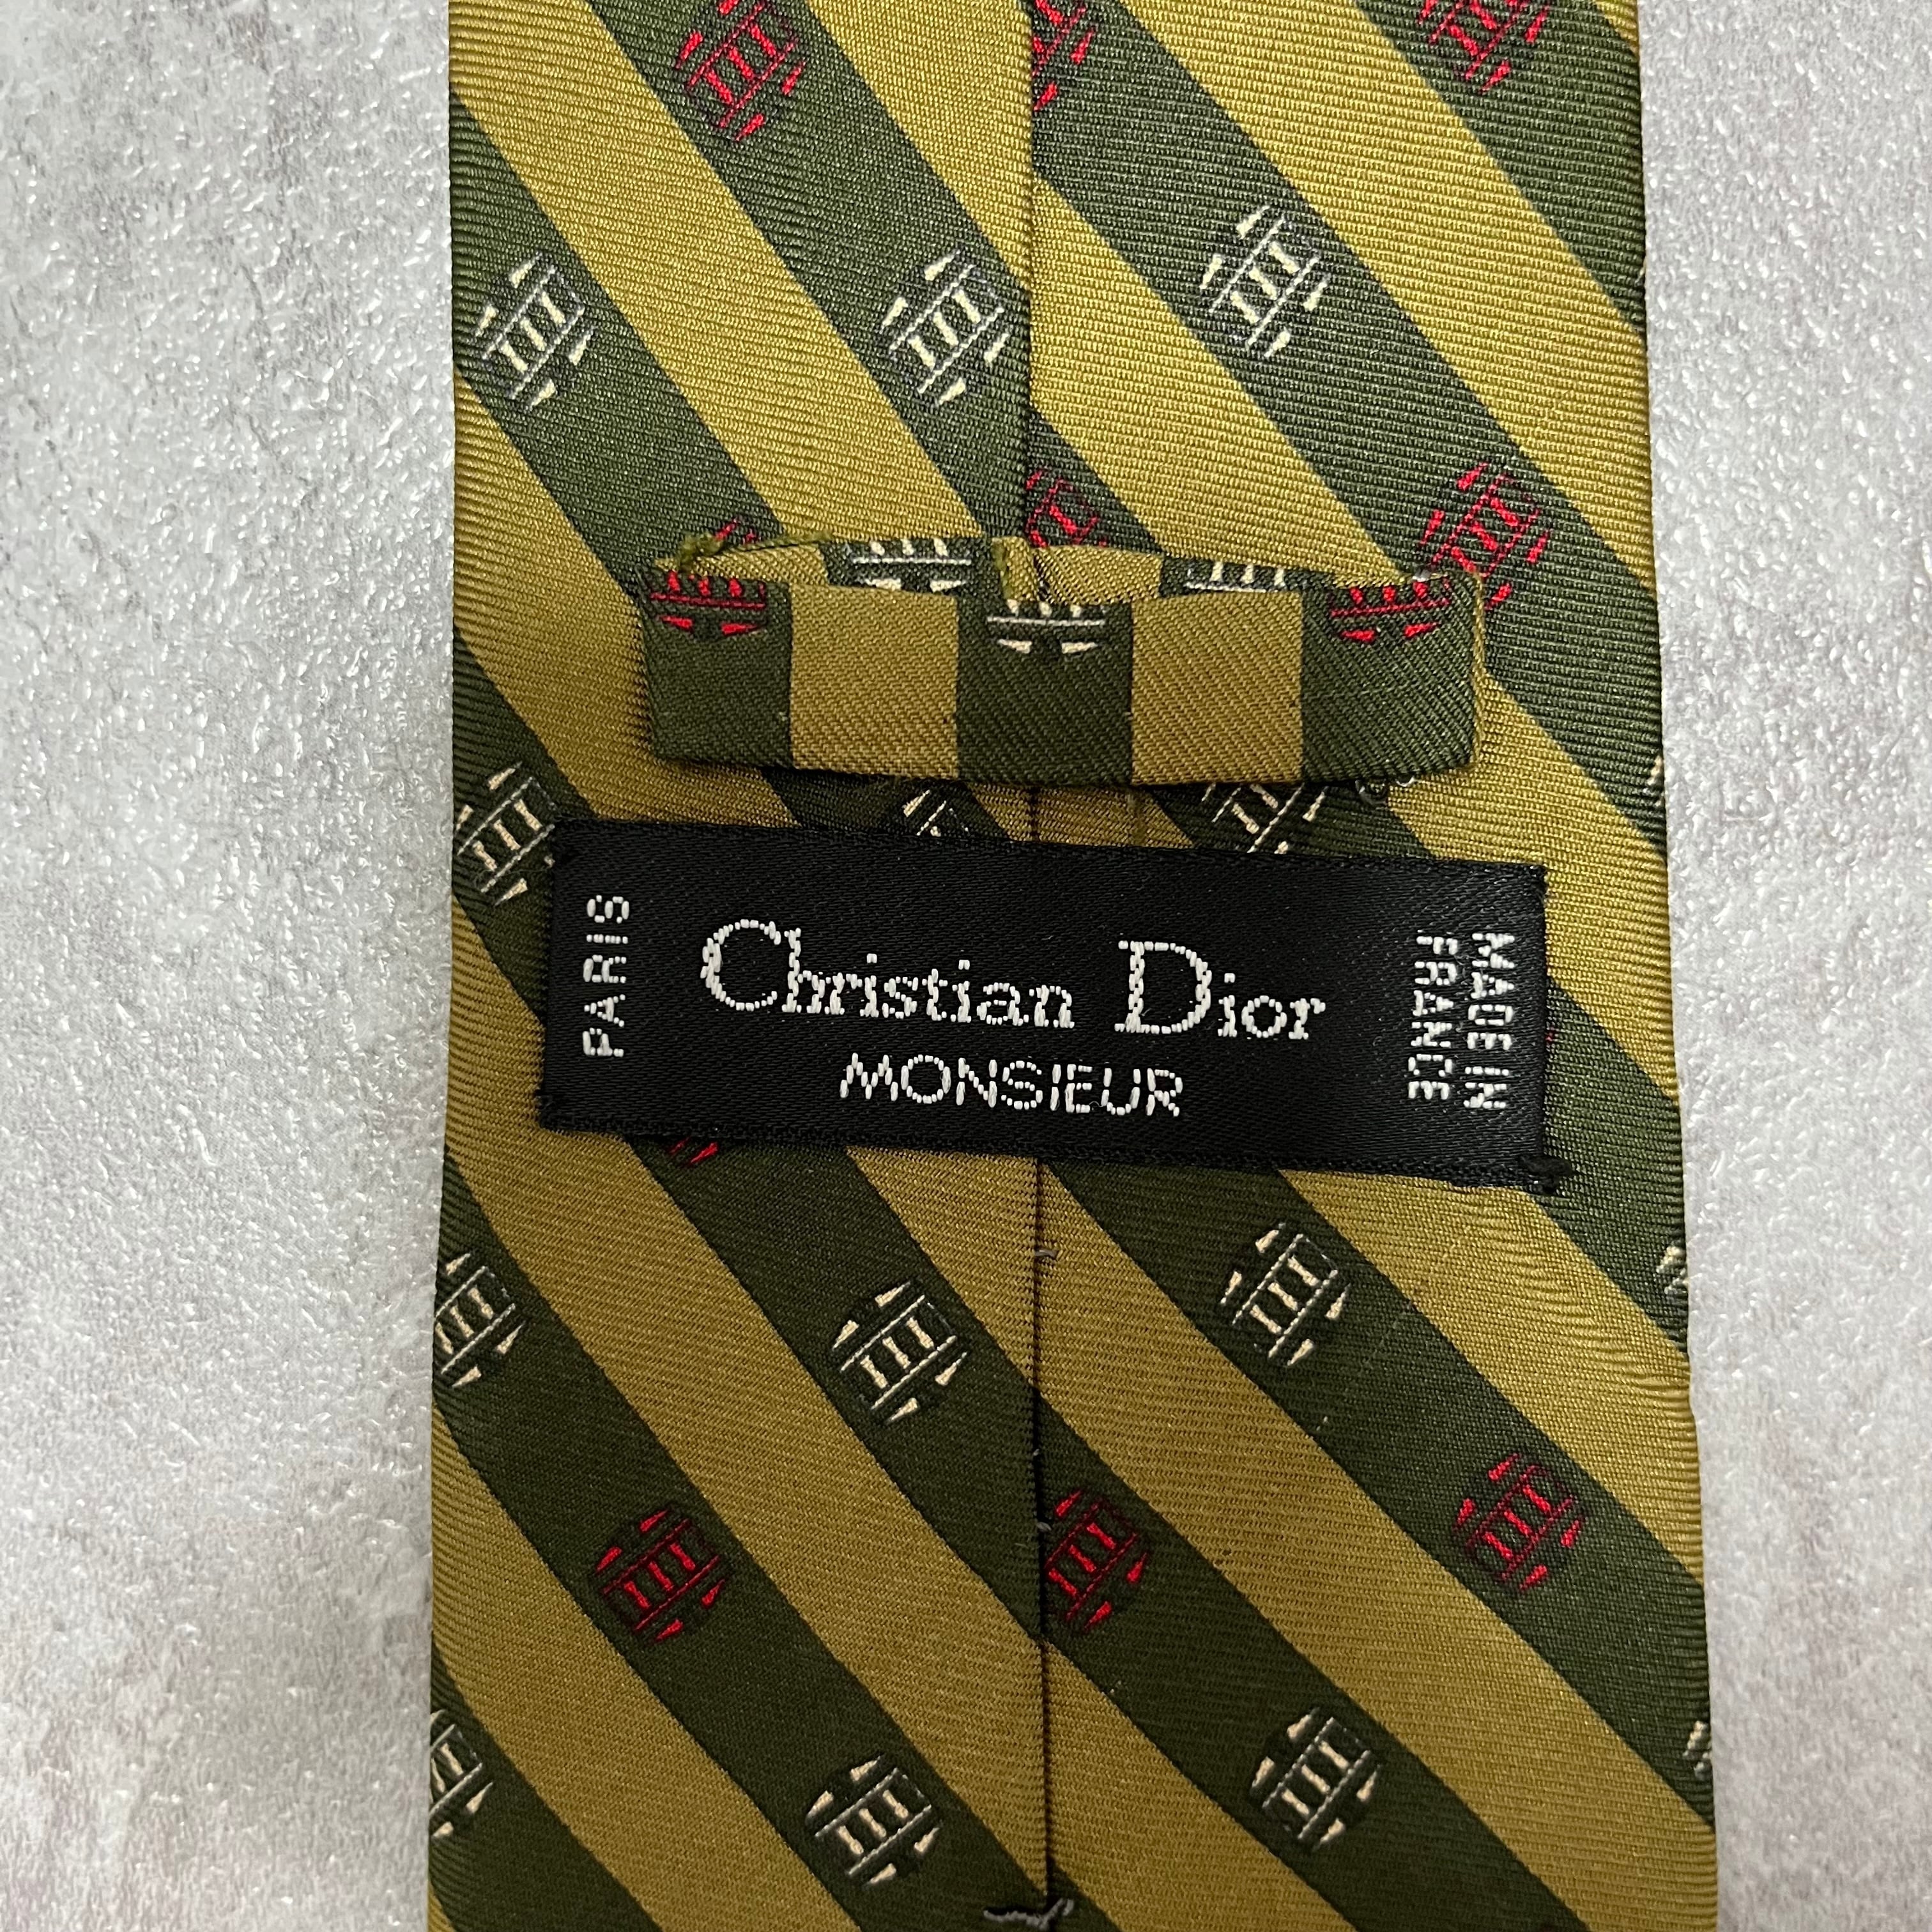 PARIS
Christian Dior
MONSIEUR
MADE IN
FRANCE